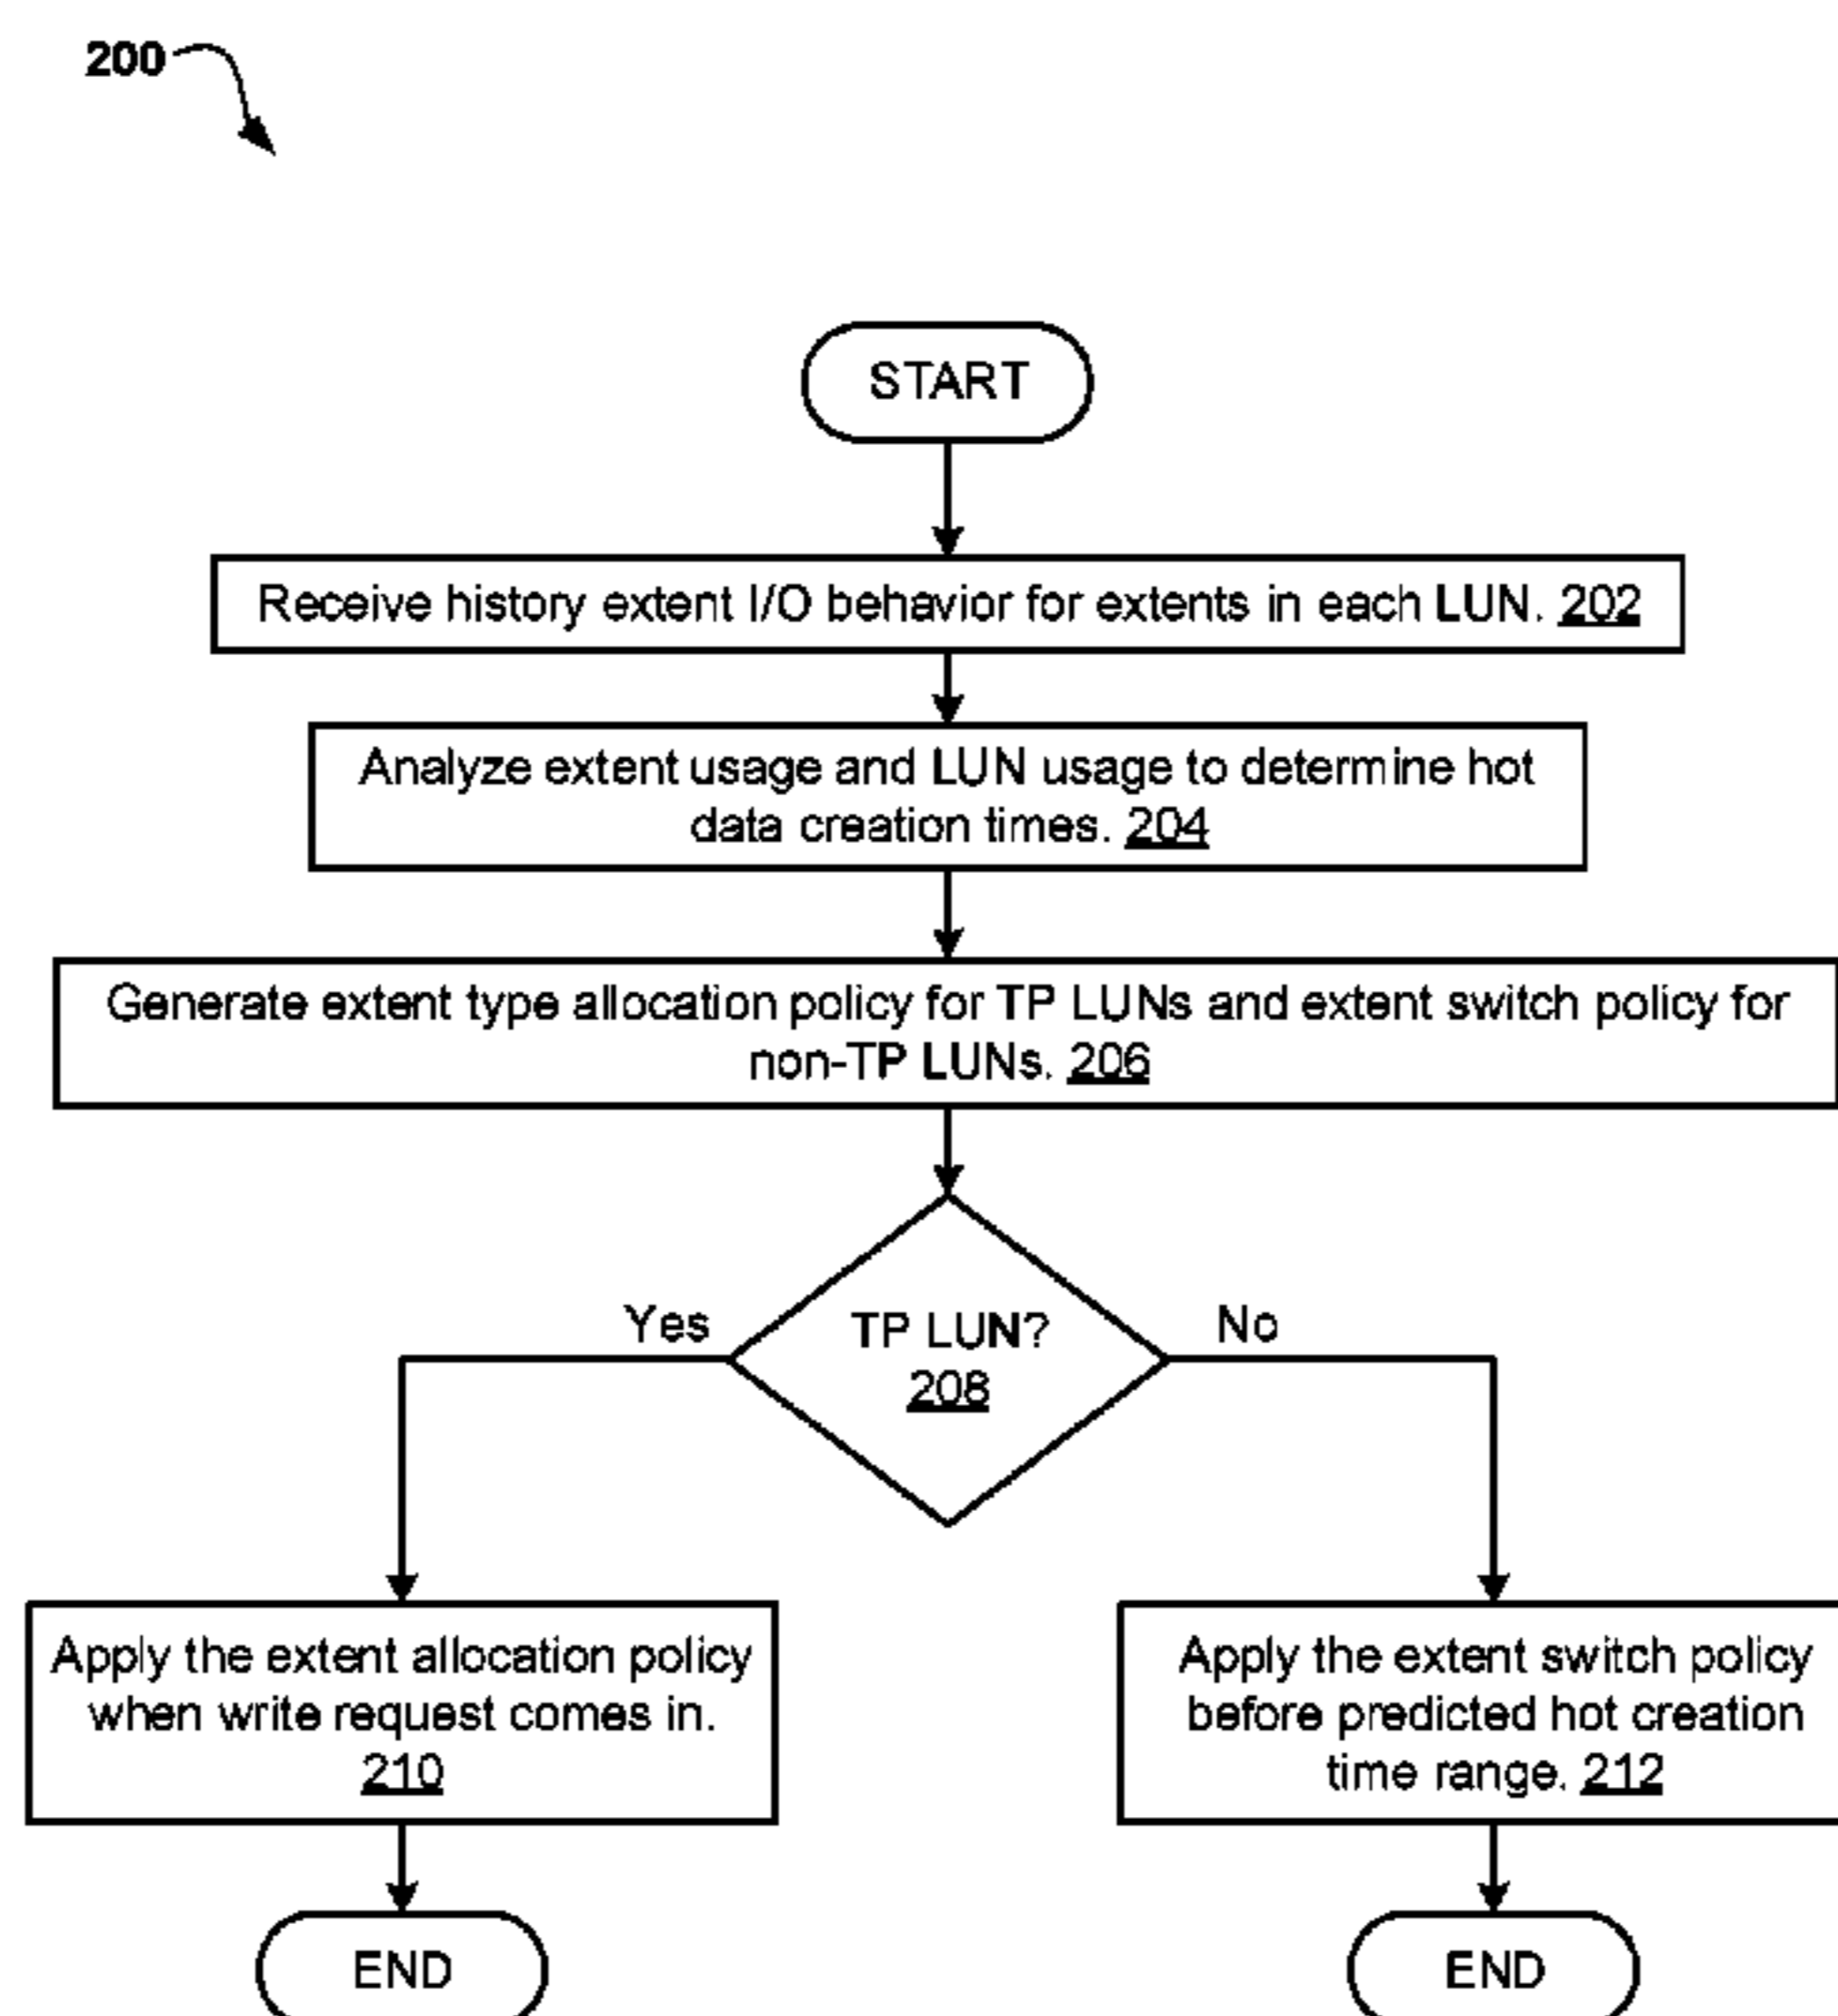 200
START
Receive history extent I/O behavior for extents in each LUN. 202
Analyze extent usage and LUN usage to determine hot
data creation times. 204
Generate extent type allocation policy for TP LUNs and extent switch policy for
non-TP LUNs. 206
Yes
TP LUN?
208
No
Apply the extent allocation policy
when write request comes in.
210
Apply the extent switch policy
before predicted hot creation
time range. 212
END
END